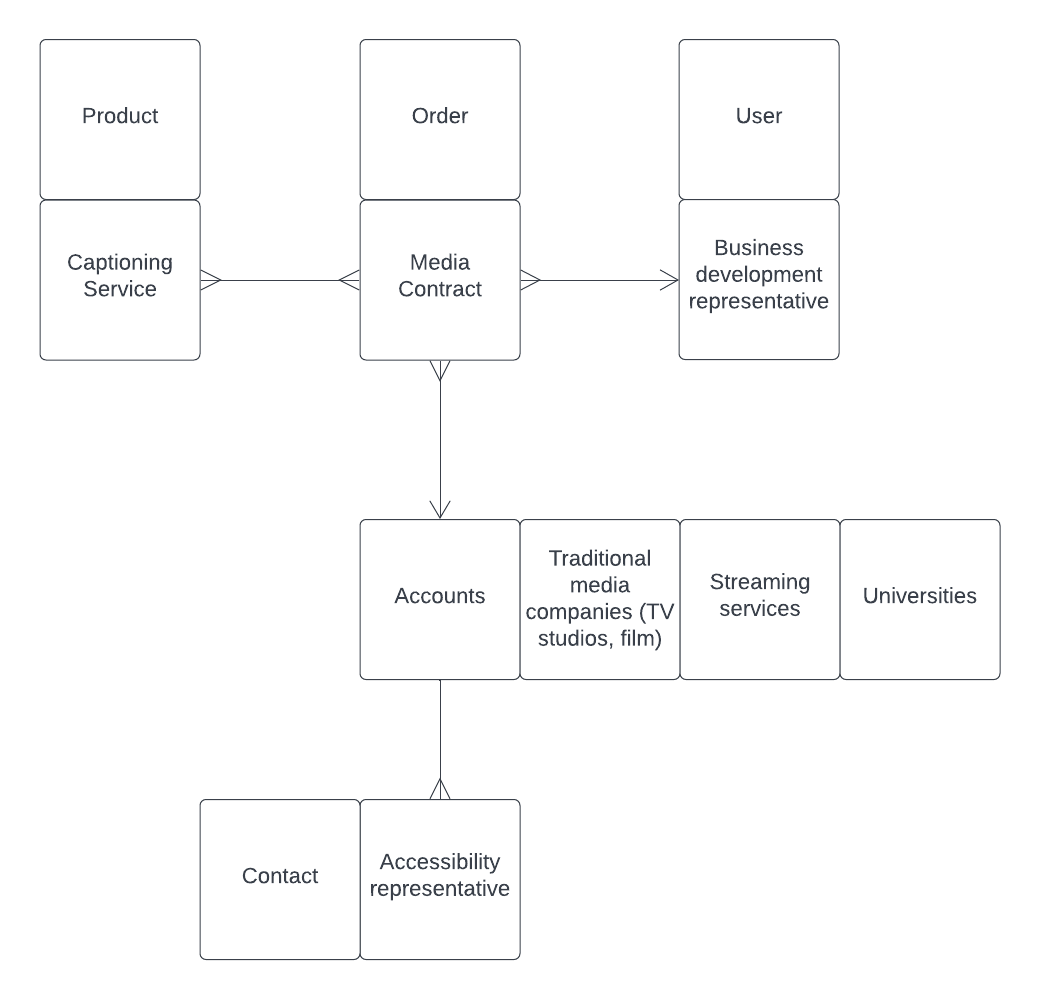 Product
Order
User
Captioning
Service
Media
Contract
Business
development
representative
Accounts
Traditional
media
companies (TV
studios, film)
Streaming
services
Universities
Contact
Accessibility
representative